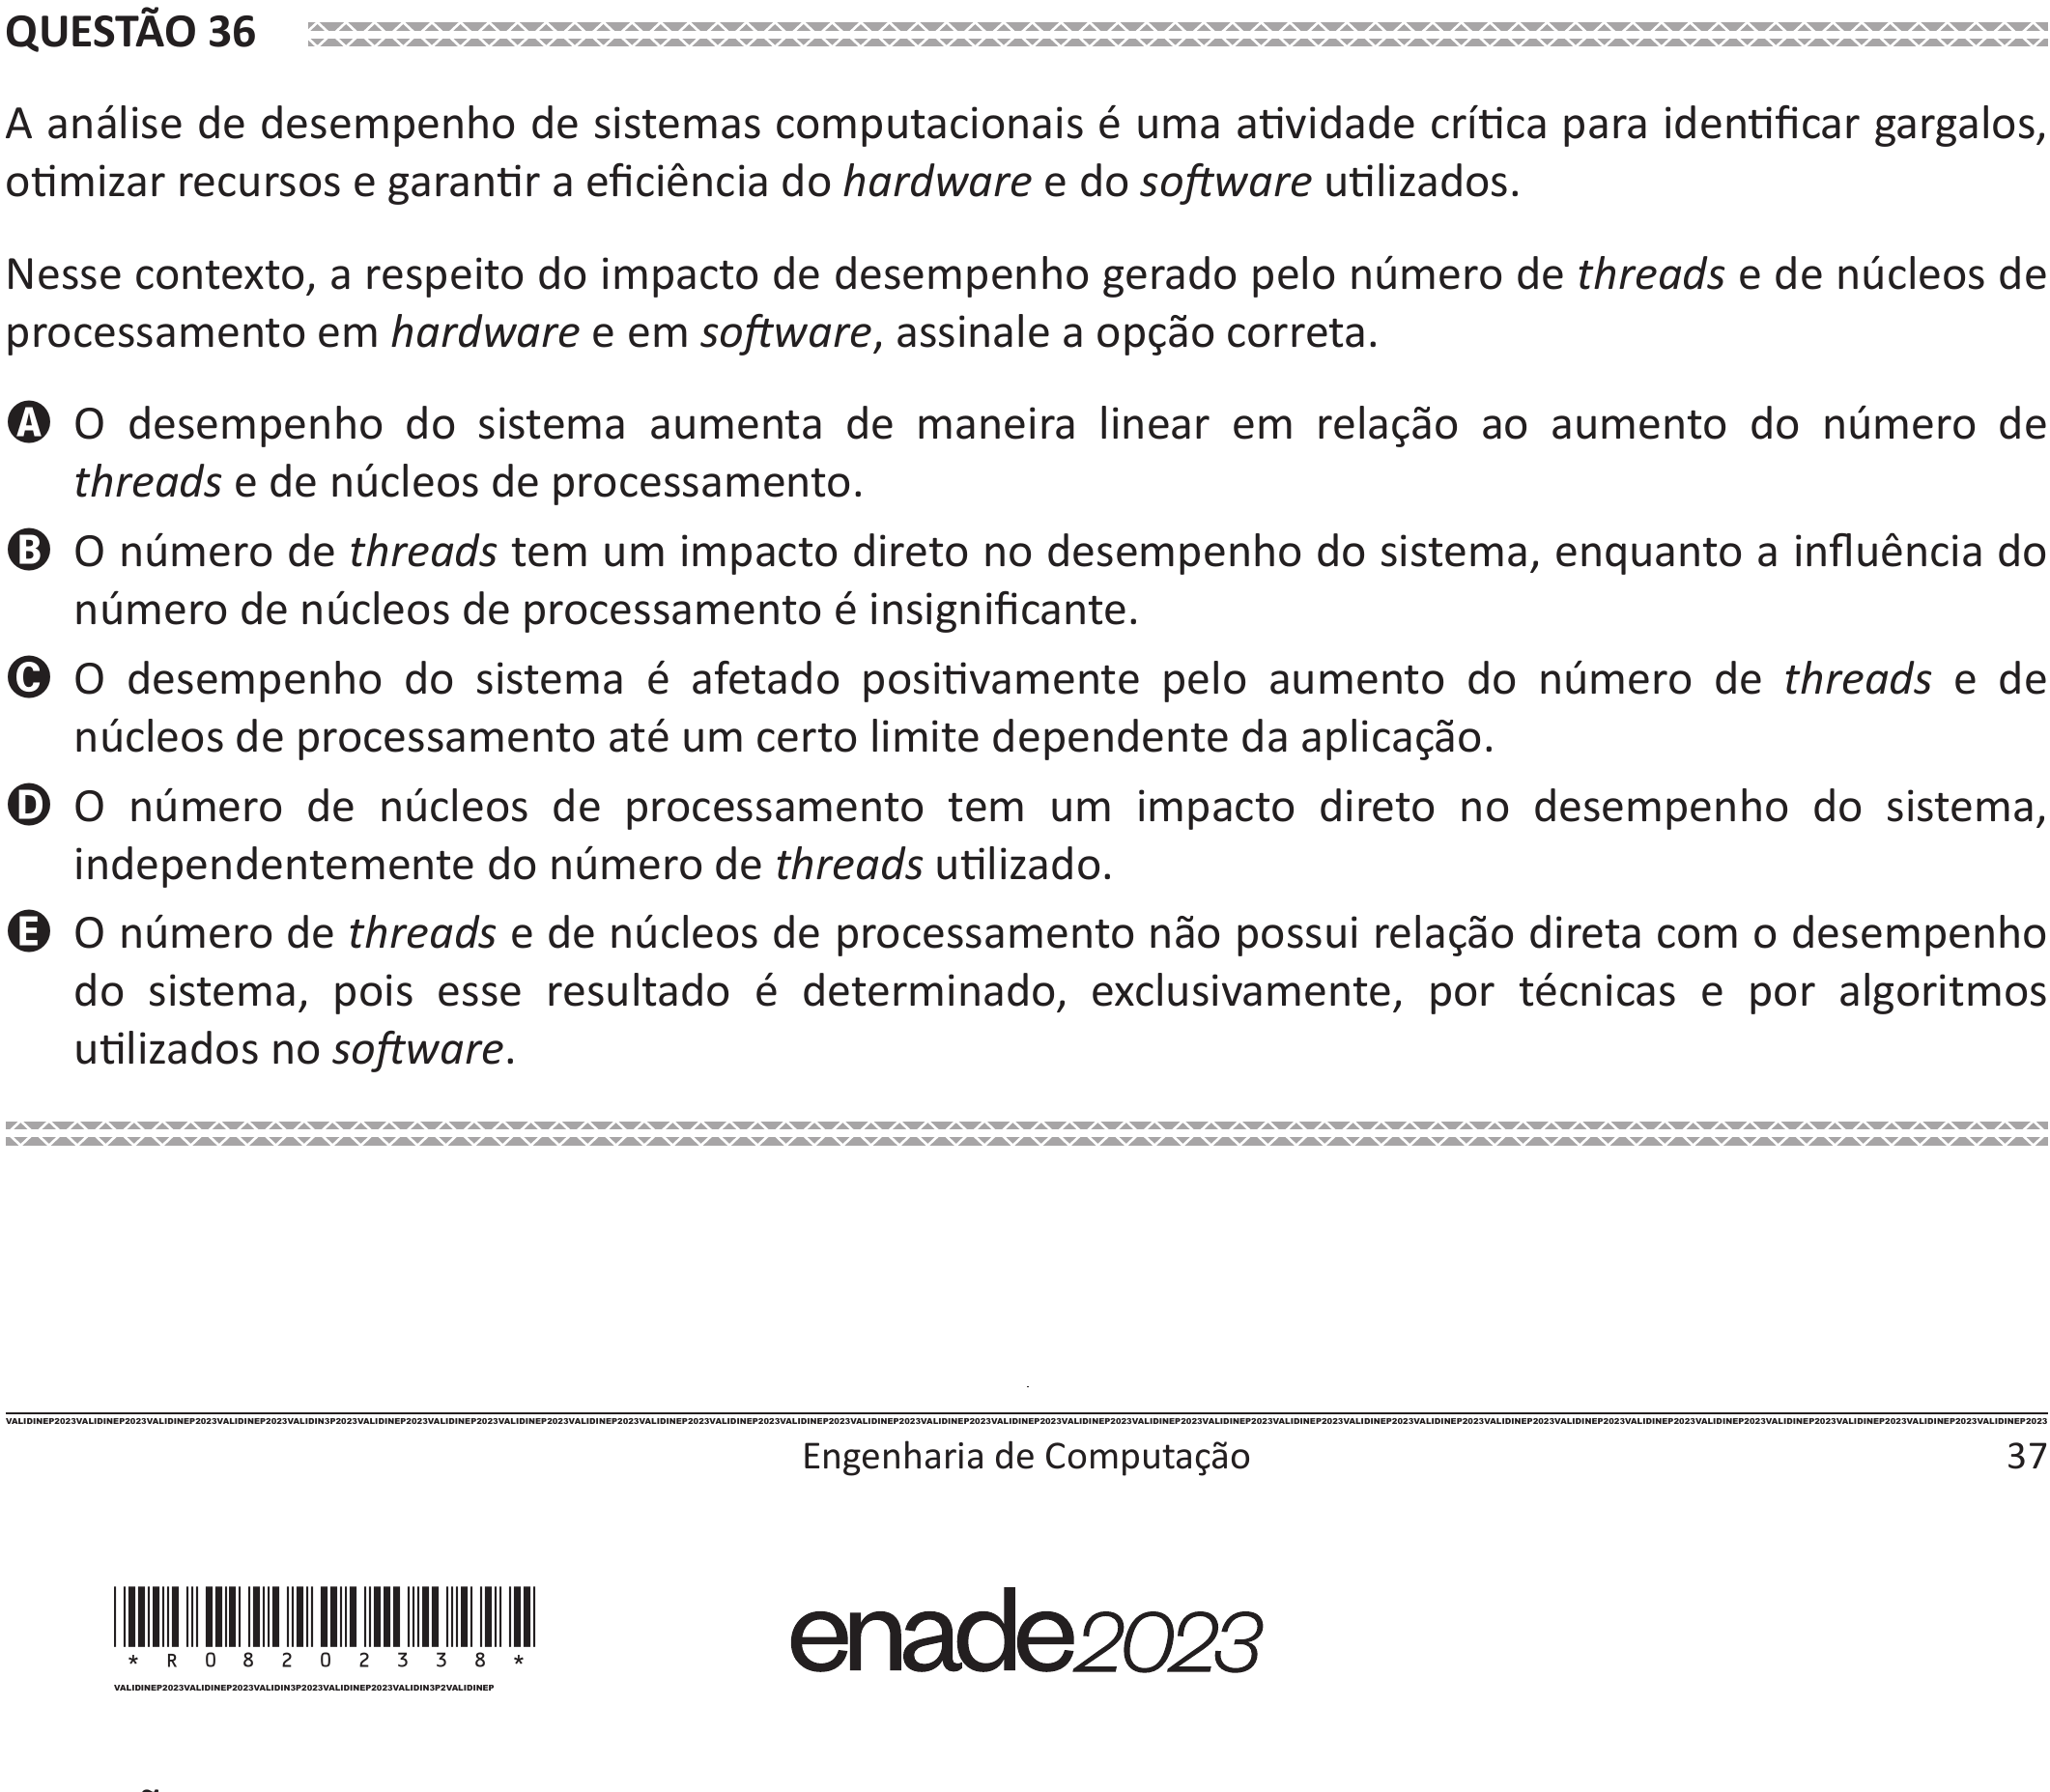 QUESTÃO 36
A análise de desempenho de sistemas computacionais é uma atividade crítica para identificar gargalos,
otimizar recursos e garantir a eficiência do hardware e do software utilizados.
Nesse contexto, a respeito do impacto de desempenho gerado pelo número de threads e de núcleos de
processamento em hardware e em software, assinale a opção correta.
A O desempenho do sistema aumenta de maneira linear em relação ao aumento do número de
threads e de núcleos de processamento.
B O número de threads tem um impacto direto no desempenho do sistema, enquanto a influência do
número de núcleos de processamento é insignificante.
C O desempenho do sistema é afetado positivamente pelo aumento do número de threads e de
núcleos de processamento até um certo limite dependente da aplicação.
D O número de núcleos de processamento tem um impacto direto no desempenho do sistema,
independentemente do número de threads utilizado.
E O número de threads e de núcleos de processamento não possui relação direta com o desempenho
do sistema, pois esse resultado é determinado, exclusivamente, por técnicas e por algoritmos
utilizados no software.
VALIDINEP2023VALIDINEP2023VALIDINEP2023VALIDINEP2023VALIDIN3P2023VALIDINEP2023VALIDINEP2023VALIDINEP2023VALIDINEP2023VALIDINEP2023VALIDINEP2023VALIDINEP2023VALIDINEP2023VALIDINEP2023VALIDINEP2023VALIDINEP2023VALIDINEP2023VALIDINEP2023VALIDINEP2023VALIDINEP2023VALIDINEP2023VALIDINEP2023VALIDINEP2023VALIDINEP2023VALIDINEP2023VALIDINEP2023VALIDINEP2023VALIDINEP2023VALIDINEP2023
Engenharia de Computação 37
* R 0 8 2 0 2 3 3 8 *
enade2023
VALIDINEP2023VALIDINEP2023VALIDIN3P2023VALIDINEP2023VALIDIN3P2VALIDINEP